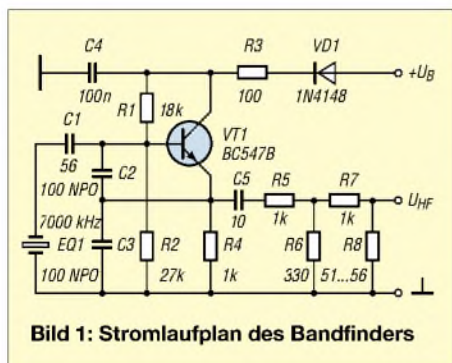 C4
R3
VD1
+UB
100n
R1
18k
100
1N4148
C1
VT1
BC547B
56
C2
C5
R5
R7
100 NPO
UHF
10
1k
1k
7000 kHz
EQ1
C3
R2
R4
R6
R8
100 NPO
27k
1k
330
51...56
Bild 1: Stromlaufplan des Bandfinders